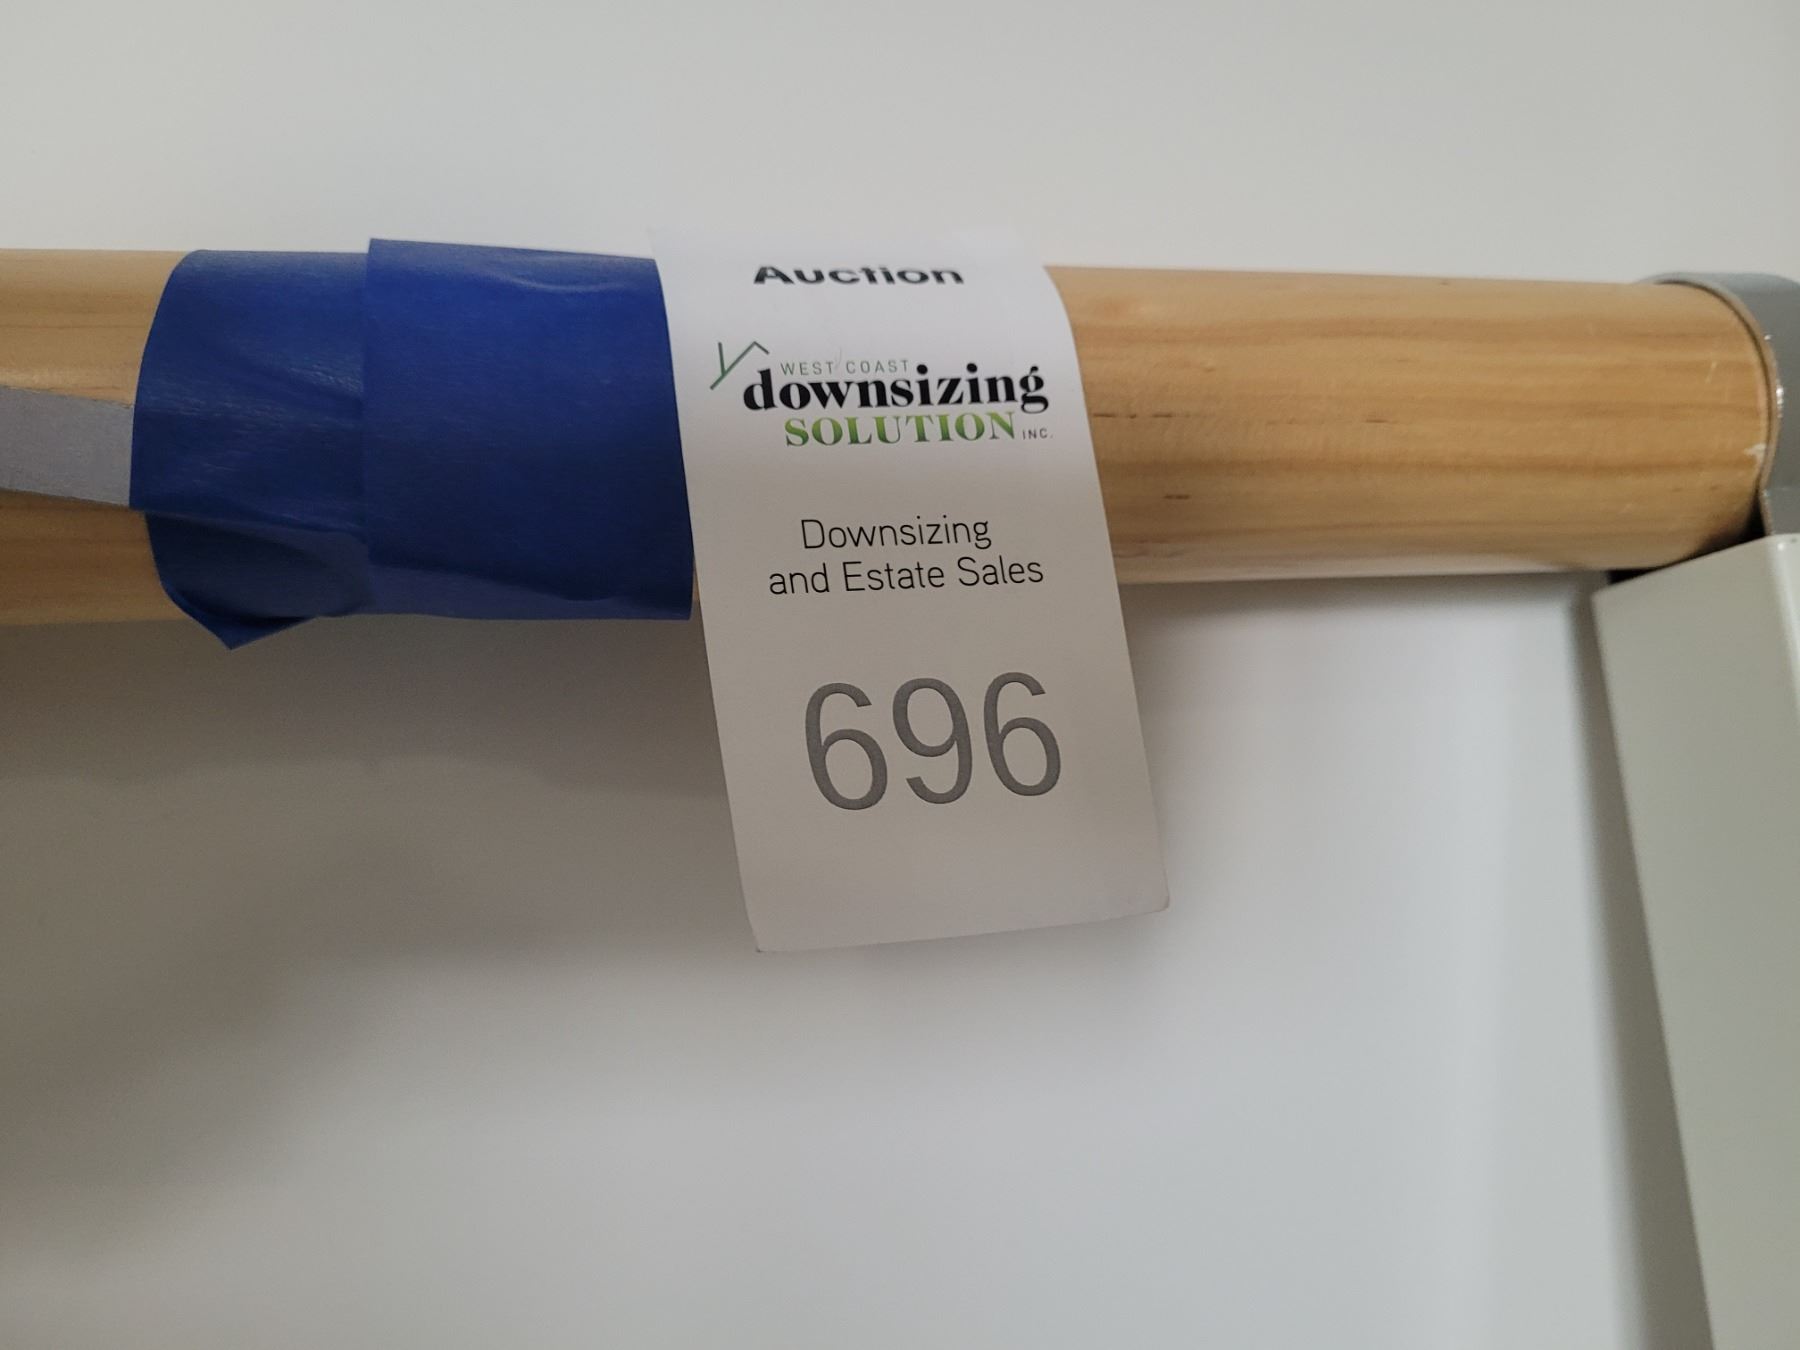 Auction
WEST COAST
downsizing
SOLUTION INC.
Downsizing
and Estate Sales
696